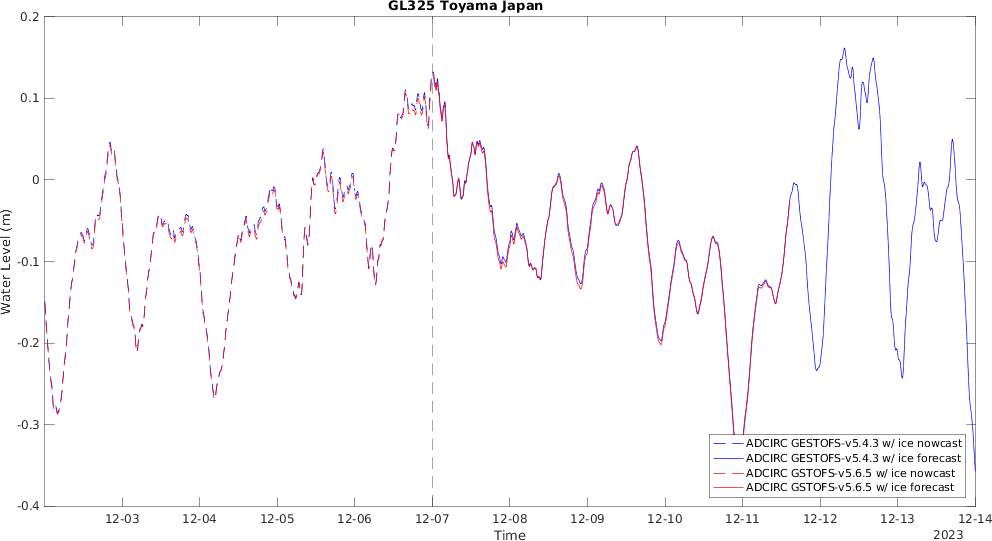 GL325 Toyama Japan
0.2
0.1
0
-0.1
-0.2
-0.3
-0.4
Water Level (m)
12-03 12-04 12-05 12-06 12-07 12-08 12-09 12-10 12-11 12-12 12-13 12-14
Time
2023
ADCIRC GESTOFS-v5.4.3 w/ ice nowcast
ADCIRC GESTOFS-v5.4.3 w/ ice forecast
ADCIRC GSTOFS-v5.6.5 w/ ice nowcast
ADCIRC GSTOFS-v5.6.5 w/ ice forecast